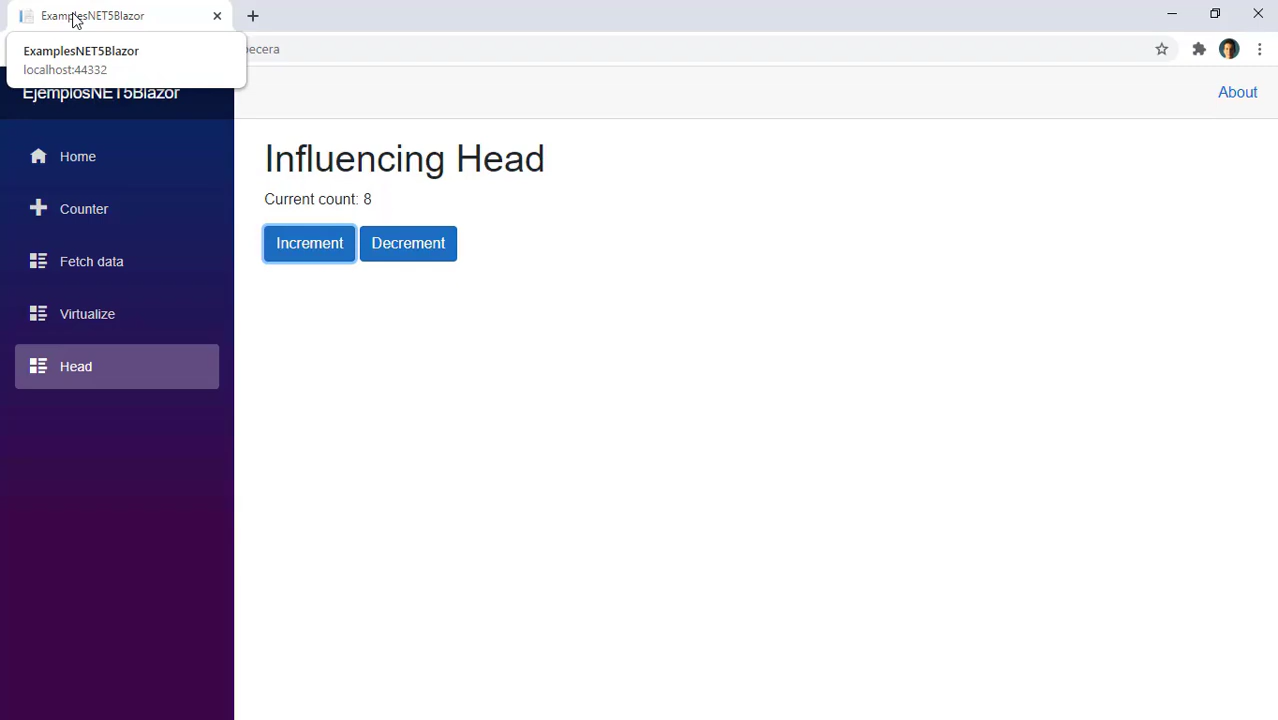 ExamplesNET5Blazor
ExamplesNET5Blazor
localhost:44332
becera
EjemplosNET5Blazor
About
Home
Counter
Fetch data
Virtualize
Head
Influencing Head
Current count: 8
Increment Decrement